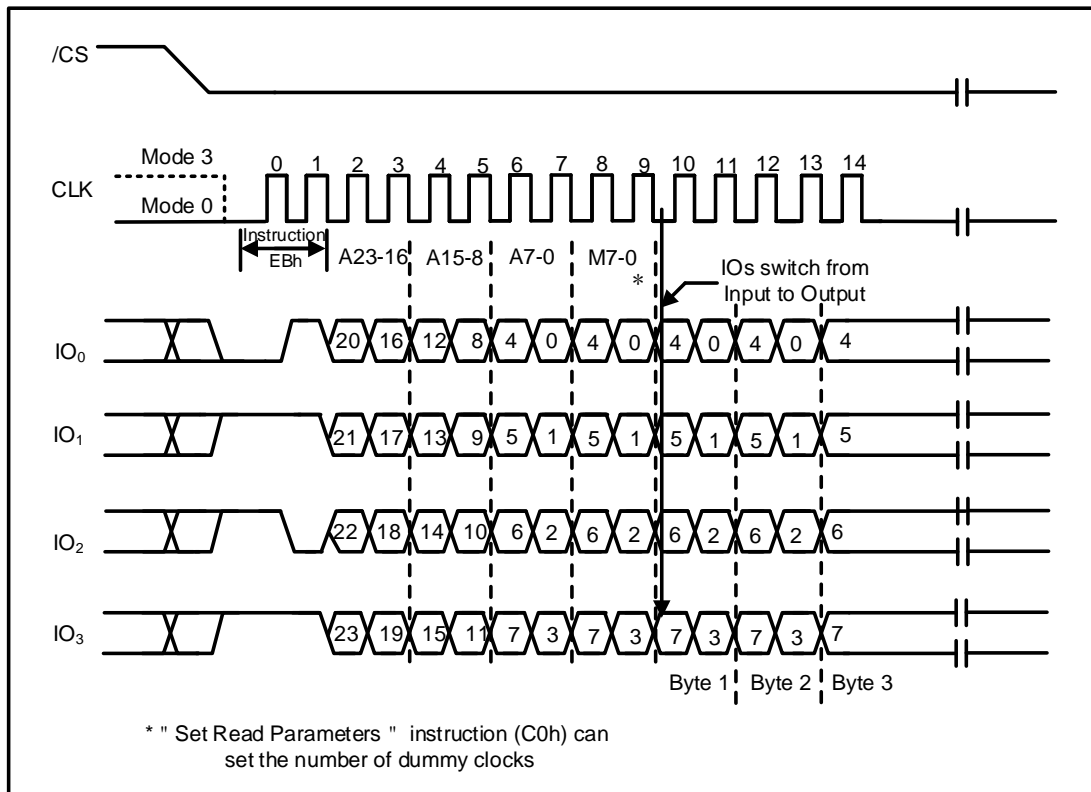 /CS
Mode 3
0 1 2 3 4 5 6 7 8 9 10 11 12 13 14
CLK
Mode 0
Instruction
EBh
A23-16 A15-8 A7-0 M7-0
*
IOs switch from
Input to Output
IO0 20 16 12 8 4 0 4 0 4 0 4 0 4
IO1 21 17 13 9 5 1 5 1 5 1 5 1 5
IO2 22 18 14 10 6 2 6 2 6 2 6 2 6
IO3 23 19 15 11 7 3 7 3 7 3 7 3 7
Byte 1 Byte 2 Byte 3
* " Set Read Parameters " instruction (C0h) can
set the number of dummy clocks